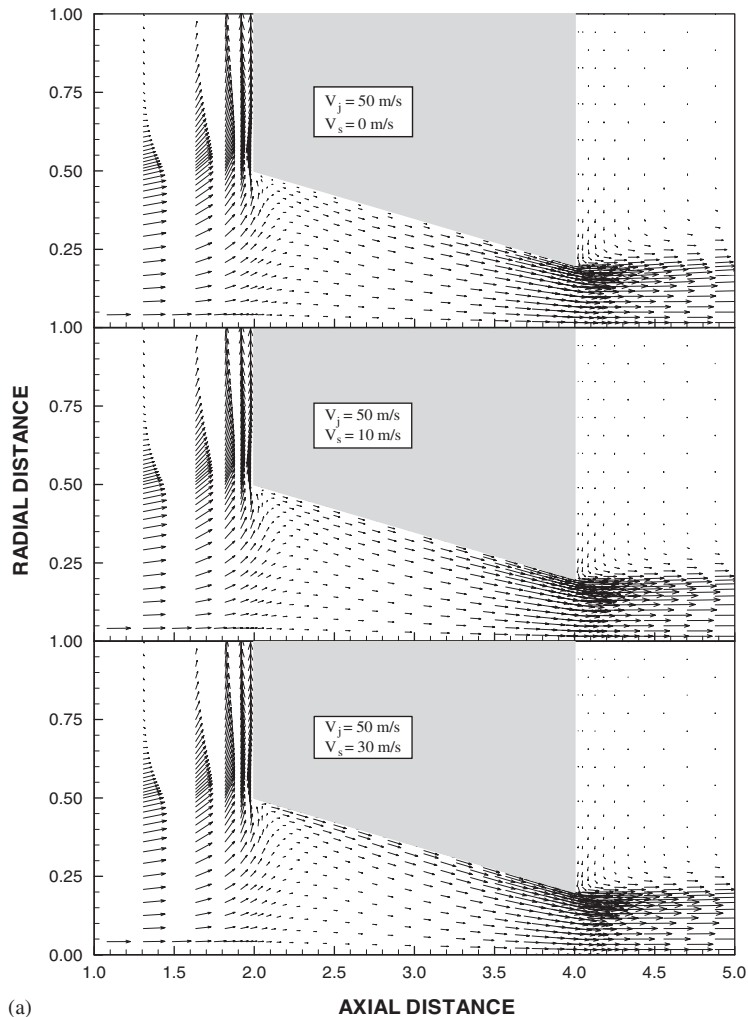 1.00
0.75
0.50
0.25
V_j = 50 m/s
V_s = 0 m/s
1.00
0.75
0.50
0.25
V_j = 50 m/s
V_s = 10 m/s
1.00
0.75
0.50
0.25
0.00
V_j = 50 m/s
V_s = 30 m/s
RADIAL DISTANCE
1.0 1.5 2.0 2.5 3.0 3.5 4.0 4.5 5.0
(a) AXIAL DISTANCE